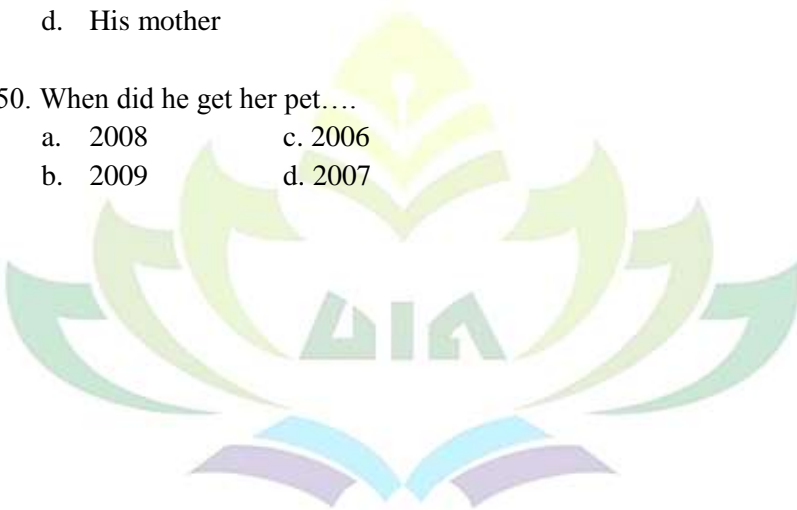 d. His mother
50. When did he get her pet….
a. 2008 c. 2006
b. 2009 d. 2007